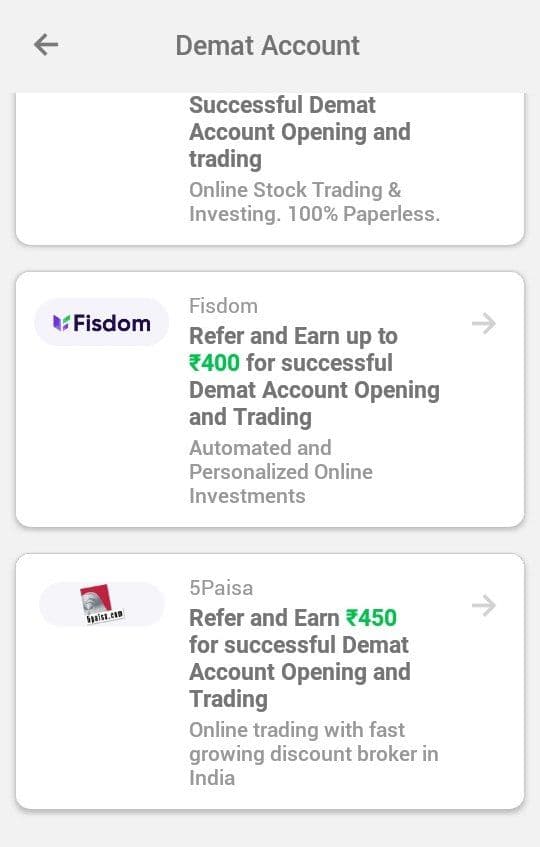 Demat Account
Successful Demat
Account Opening and
trading
Online Stock Trading &
Investing. 100% Paperless.
Fisdom
Fisdom
Refer and Earn up to
₹400 for successful
Demat Account Opening
and Trading
Automated and
Personalized Online
Investments
5paisa.com
5Paisa
Refer and Earn ₹450
for successful Demat
Account Opening and
Trading
Online trading with fast
growing discount broker in
India